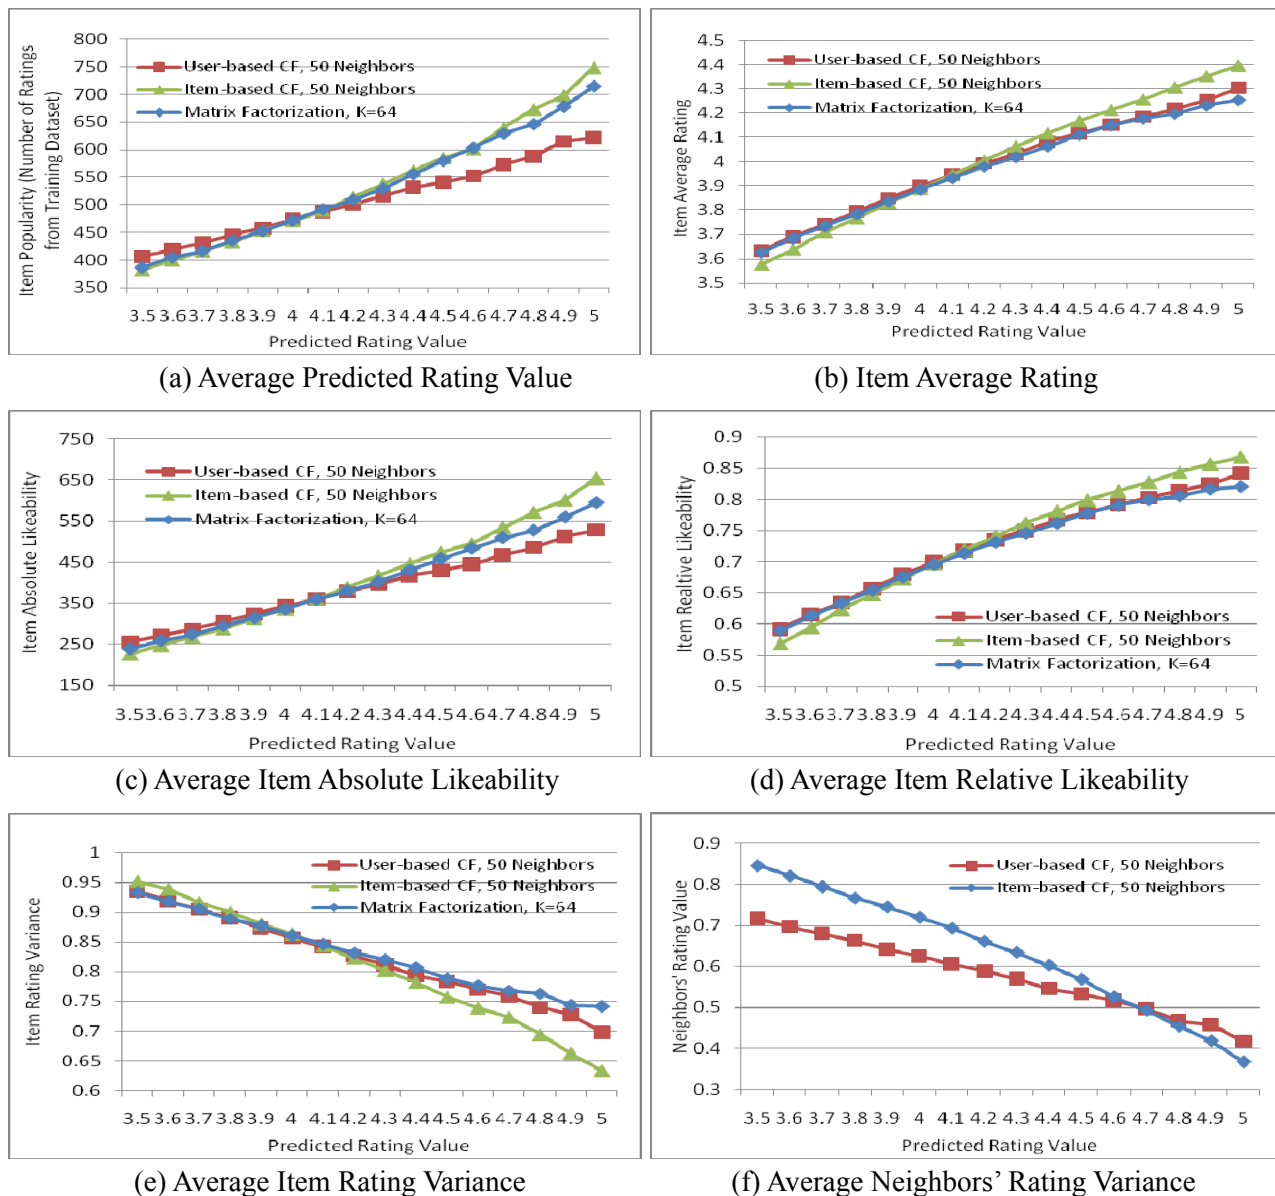 Item Popularity (Number of Ratings
from Training Dataset)
800
750
700
650
600
550
500
450
400
350
User-based CF, 50 Neighbors
Item-based CF, 50 Neighbors
Matrix Factorization, K=64
3.5 3.6 3.7 3.8 3.9 4 4.1 4.2 4.3 4.4 4.5 4.6 4.7 4.8 4.9 5
Predicted Rating Value
(a) Average Predicted Rating Value
Item Average Rating
4.5
4.4
4.3
4.2
4.1
4
3.9
3.8
3.7
3.6
3.5
User-based CF, 50 Neighbors
Item-based CF, 50 Neighbors
Matrix Factorization, K=64
3.5 3.6 3.7 3.8 3.9 4 4.1 4.2 4.3 4.4 4.5 4.6 4.7 4.8 4.9 5
Predicted Rating Value
(b) Item Average Rating
Item Absolute Likeability
750
650
550
450
350
250
150
User-based CF, 50 Neighbors
Item-based CF, 50 Neighbors
Matrix Factorization, K=64
3.5 3.6 3.7 3.8 3.9 4 4.1 4.2 4.3 4.4 4.5 4.6 4.7 4.8 4.9 5
Predicted Rating Value
(c) Average Item Absolute Likeability
Item Realtive Likeability
0.9
0.85
0.8
0.75
0.7
0.65
0.6
0.55
0.5
User-based CF, 50 Neighbors
Item-based CF, 50 Neighbors
Matrix Factorization, K=64
3.5 3.6 3.7 3.8 3.9 4 4.1 4.2 4.3 4.4 4.5 4.6 4.7 4.8 4.9 5
Predicted Rating Value
(d) Average Item Relative Likeability
Item Rating Variance
1
0.95
0.9
0.85
0.8
0.75
0.7
0.65
0.6
User-based CF, 50 Neighbors
Item-based CF, 50 Neighbors
Matrix Factorization, K=64
3.5 3.6 3.7 3.8 3.9 4 4.1 4.2 4.3 4.4 4.5 4.6 4.7 4.8 4.9 5
Predicted Rating Value
(e) Average Item Rating Variance
Neighbors' Rating Value
0.9
0.8
0.7
0.6
0.5
0.4
0.3
User-based CF, 50 Neighbors
Item-based CF, 50 Neighbors
3.5 3.6 3.7 3.8 3.9 4 4.1 4.2 4.3 4.4 4.5 4.6 4.7 4.8 4.9 5
Predicted Rating Value
(f) Average Neighbors’ Rating Variance